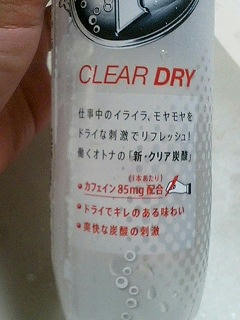 CLEAR DRY
仕事中のイライラ、モヤモヤを
ドライな刺激でリフレッシュ!
働くオトナの「新・クリア炭酸」
(1本あたり)
•カフェイン85mg配合
•ドライでキレのある味わい
•爽快な炭酸の刺激